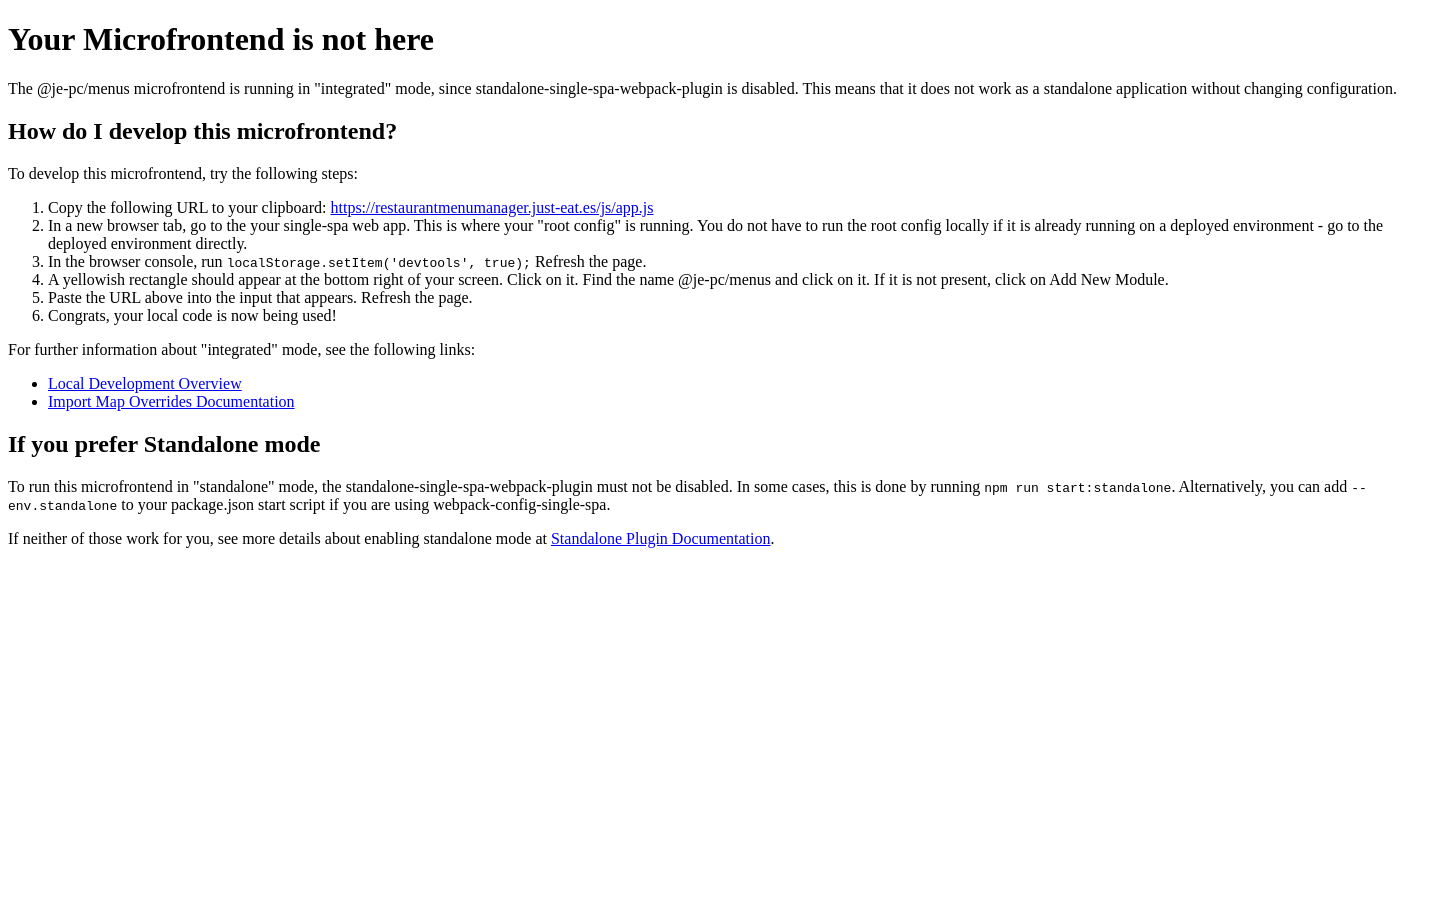 Your Microfrontend is not here
The @je-pc/menus microfrontend is running in "integrated" mode, since standalone-single-spa-webpack-plugin is disabled. This means that it does not work as a standalone application without changing configuration.
How do I develop this microfrontend?
To develop this microfrontend, try the following steps:
1. Copy the following URL to your clipboard: https://restaurantmenumanager.just-eat.es/js/app.js
2. In a new browser tab, go to the your single-spa web app. This is where your "root config" is running. You do not have to run the root config locally if it is already running on a deployed environment - go to the
deployed environment directly.
3. In the browser console, run localStorage.setItem('devtools', true); Refresh the page.
4. A yellowish rectangle should appear at the bottom right of your screen. Click on it. Find the name @je-pc/menus and click on it. If it is not present, click on Add New Module.
5. Paste the URL above into the input that appears. Refresh the page.
6. Congrats, your local code is now being used!
For further information about "integrated" mode, see the following links:
• Local Development Overview
• Import Map Overrides Documentation
If you prefer Standalone mode
To run this microfrontend in "standalone" mode, the standalone-single-spa-webpack-plugin must not be disabled. In some cases, this is done by running npm run start:standalone. Alternatively, you can add --
env.standalone to your package.json start script if you are using webpack-config-single-spa.
If neither of those work for you, see more details about enabling standalone mode at Standalone Plugin Documentation.